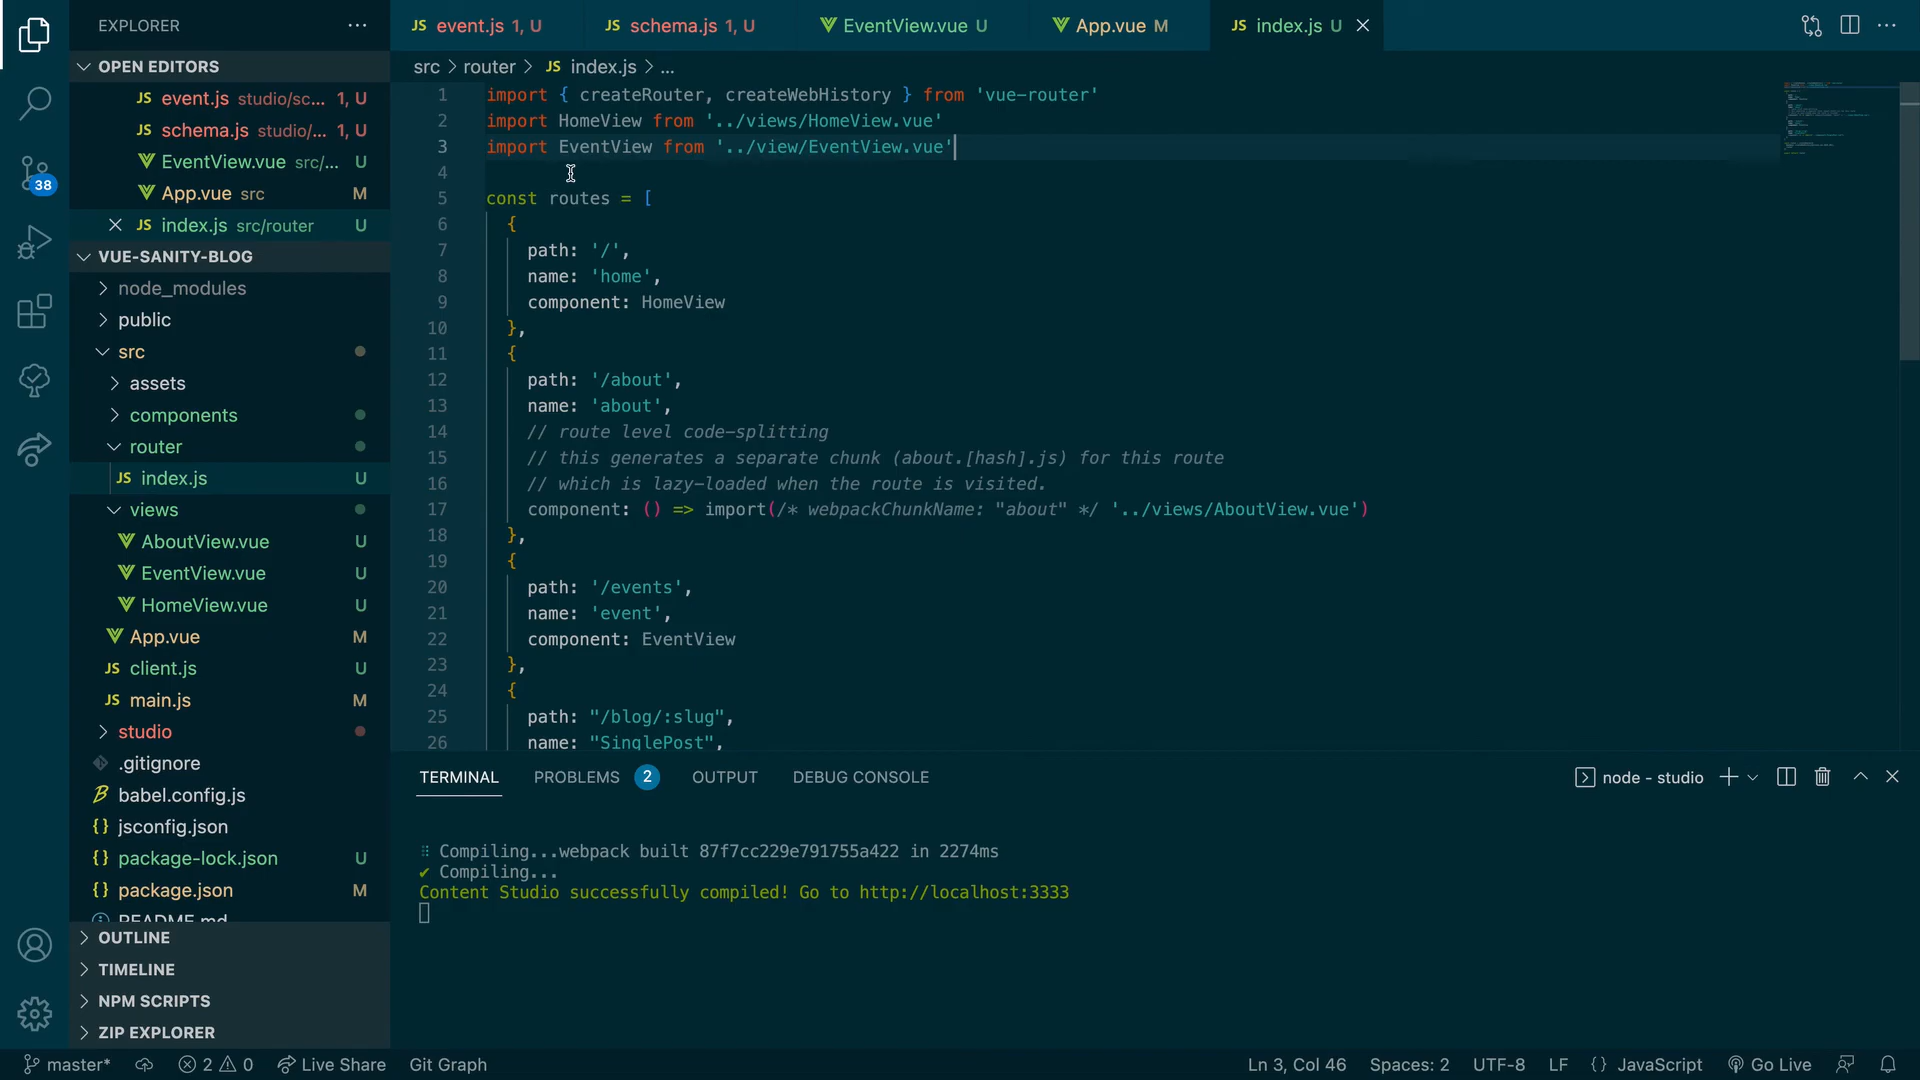 EXPLORER
OPEN EDITORS
JS event.js studio/sc... 1, U
JS schema.js studio/... 1, U
EventView.vue src/... U
App.vue src M
JS index.js src/router U
VUE-SANITY-BLOG
node_modules
public
src
assets
components
router
JS index.js U
views
AboutView.vue U
EventView.vue U
HomeView.vue U
App.vue M
JS client.js U
JS main.js M
studio
.gitignore
babel.config.js
{} jsconfig.json
{} package-lock.json U
{} package.json M
README.md
OUTLINE
TIMELINE
NPM SCRIPTS
ZIP EXPLORER
38
JS event.js 1, U
JS schema.js 1, U
EventView.vue U
App.vue M
JS index.js U
src > router > JS index.js > ...
1 import { createRouter, createWebHistory } from 'vue-router'
2 import HomeView from '../views/HomeView.vue'
3 import EventView from '../view/EventView.vue'
4
5 const routes = [
6 {
7 path: '/',
8 name: 'home',
9 component: HomeView
10 },
11 {
12 path: '/about',
13 name: 'about',
14 // route level code-splitting
15 // this generates a separate chunk (about.[hash].js) for this route
16 // which is lazy-loaded when the route is visited.
17 component: () => import(/* webpackChunkName: "about" */ '../views/AboutView.vue')
18 },
19 {
20 path: '/events',
21 name: 'event',
22 component: EventView
23 },
24 {
25 path: "/blog/:slug",
26 name: "SinglePost",
TERMINAL PROBLEMS 2 OUTPUT DEBUG CONSOLE node - studio
Compiling...webpack built 87f7cc229e791755a422 in 2274ms
✔ Compiling...
Content Studio successfully compiled! Go to http://localhost:3333
master* 2 0 Live Share Git Graph Ln 3, Col 46 Spaces: 2 UTF-8 LF {} JavaScript Go Live